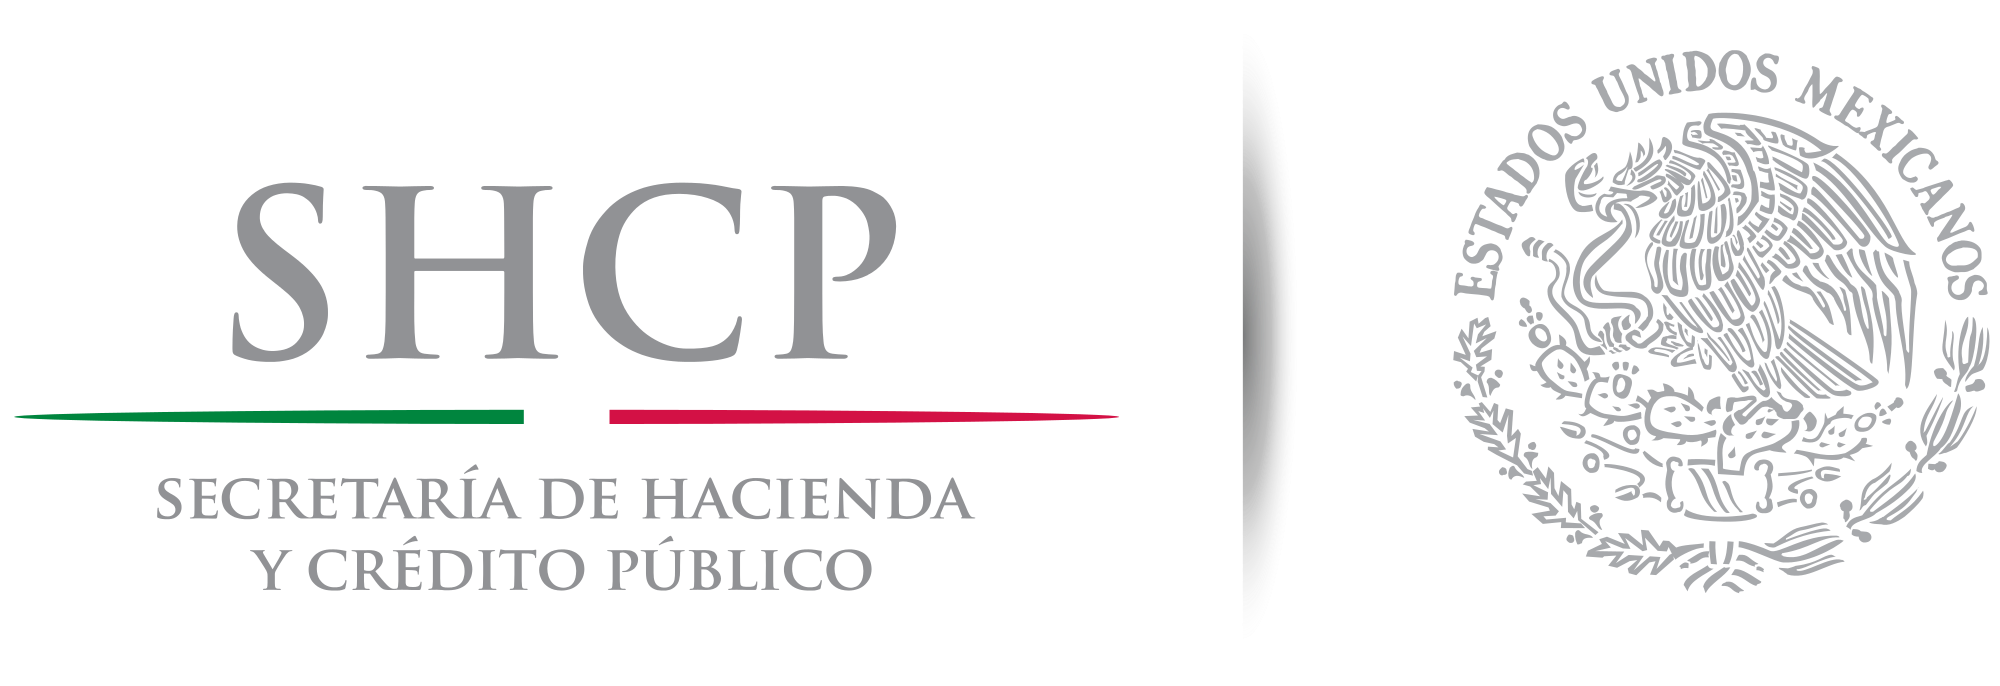 SHCP
SECRETARÍA DE HACIENDA
Y CRÉDITO PÚBLICO
ESTADOS UNIDOS MEXICANOS